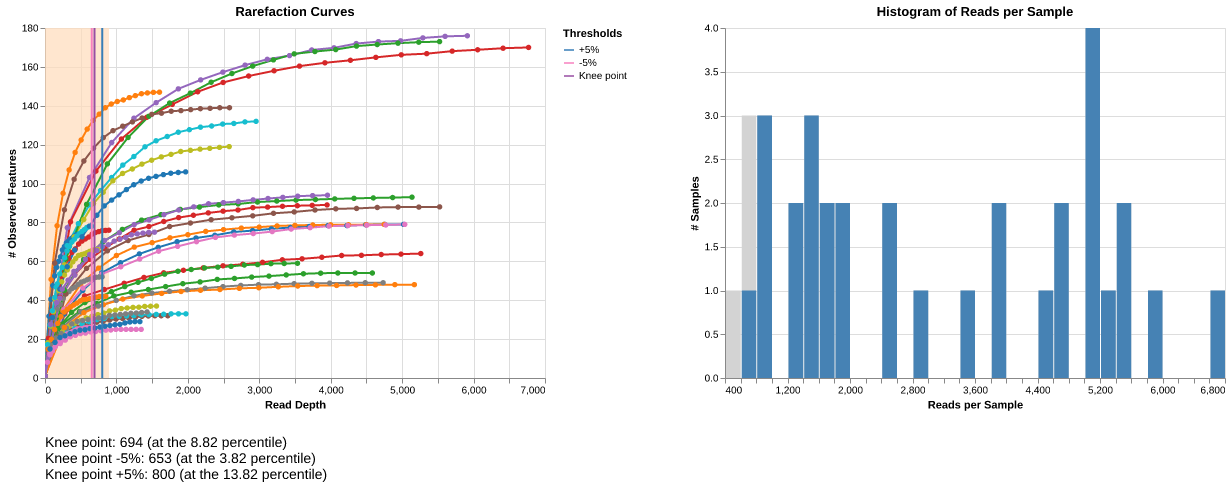 Rarefaction Curves
180
160
140
120
100
80
60
40
20
0
# Observed Features
0 1,000 2,000 3,000 4,000 5,000 6,000 7,000
Read Depth
Thresholds
+5%
-5%
Knee point
Histogram of Reads per Sample
4.0
3.5
3.0
2.5
2.0
1.5
1.0
0.5
0.0
# Samples
400 1,200 2,000 2,800 3,600 4,400 5,200 6,000 6,800
Reads per Sample
Knee point: 694 (at the 8.82 percentile)
Knee point -5%: 653 (at the 3.82 percentile)
Knee point +5%: 800 (at the 13.82 percentile)